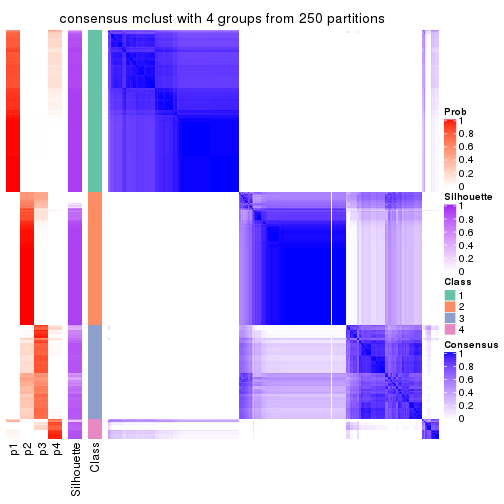 consensus mclust with 4 groups from 250 partitions
Prob
1
0.8
0.6
0.4
0.2
0
Silhouette
1
0.8
0.6
0.4
0.2
0
Class
1
2
3
4
Consensus
1
0.8
0.6
0.4
0.2
0
p1
p2
p3
p4
Silhouette
Class